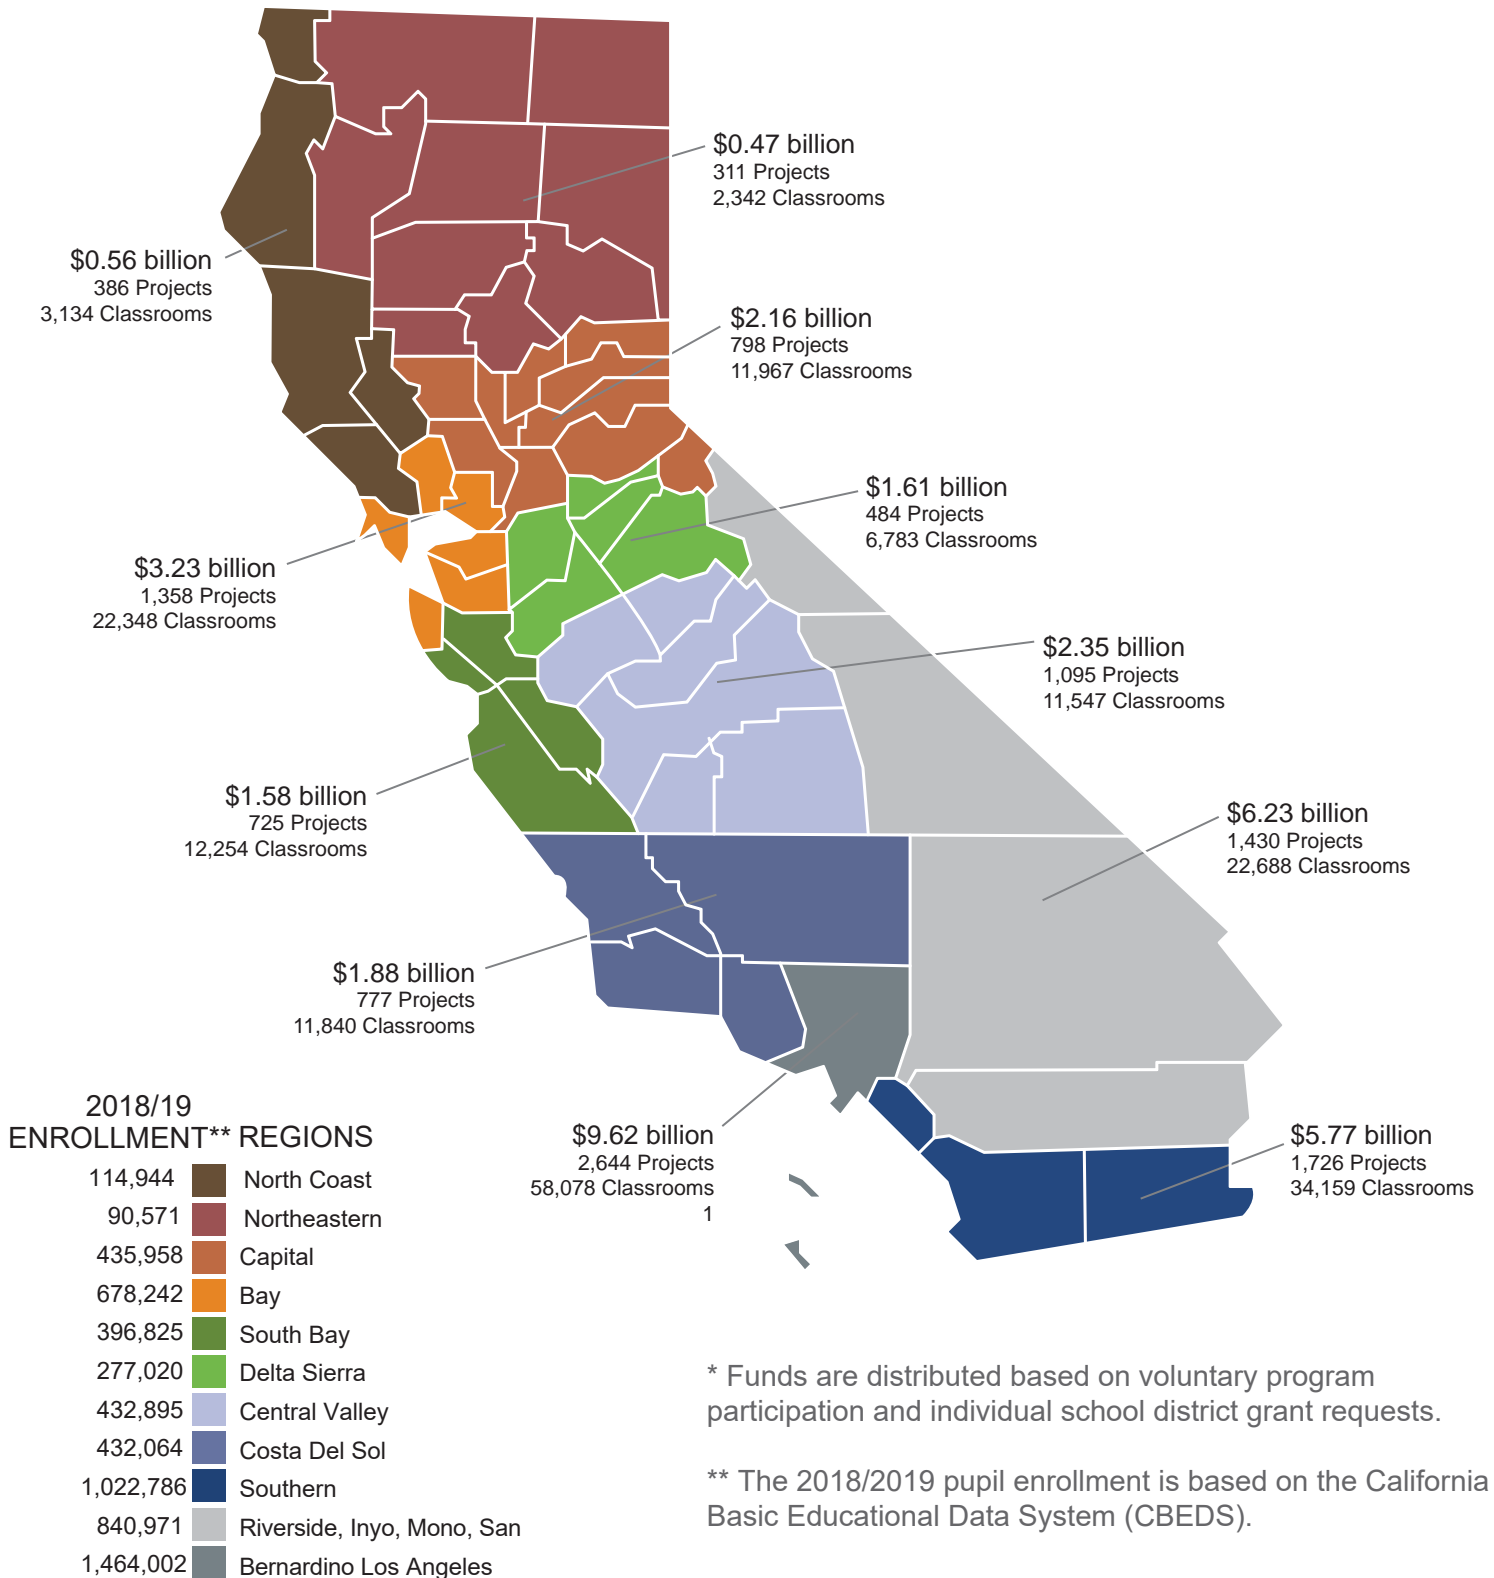 $0.47 billion
311 Projects
2,342 Classrooms
$0.56 billion
386 Projects
3,134 Classrooms
$2.16 billion
798 Projects
11,967 Classrooms
$1.61 billion
484 Projects
6,783 Classrooms
$3.23 billion
1,358 Projects
22,348 Classrooms
$2.35 billion
1,095 Projects
11,547 Classrooms
$1.58 billion
725 Projects
12,254 Classrooms
$6.23 billion
1,430 Projects
22,688 Classrooms
$1.88 billion
777 Projects
11,840 Classrooms
$9.62 billion
2,644 Projects
58,078 Classrooms
1
$5.77 billion
1,726 Projects
34,159 Classrooms
2018/19
ENROLLMENT** REGIONS
114,944 North Coast
90,571 Northeastern
435,958 Capital
678,242 Bay
396,825 South Bay
277,020 Delta Sierra
432,895 Central Valley
432,064 Costa Del Sol
1,022,786 Southern
840,971 Riverside, Inyo, Mono, San
1,464,002 Bernardino Los Angeles
* Funds are distributed based on voluntary program
participation and individual school district grant requests.
** The 2018/2019 pupil enrollment is based on the California
Basic Educational Data System (CBEDS).